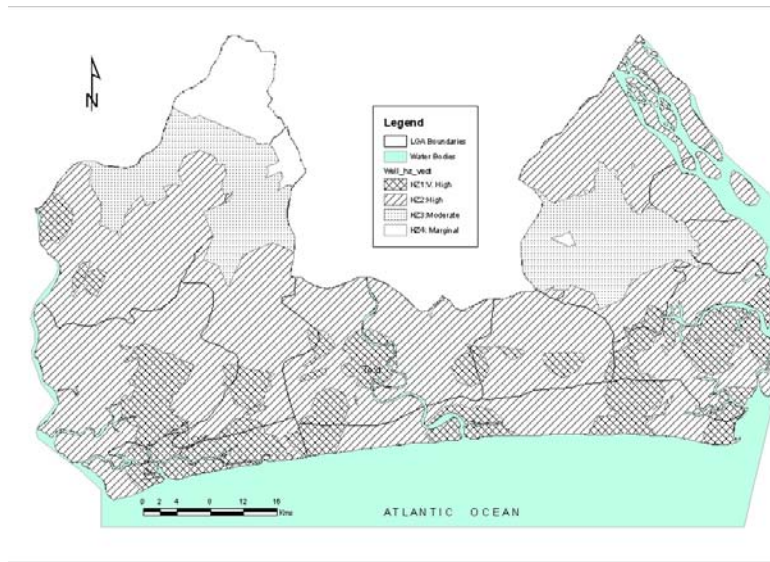 N
Legend
LGA Boundaries
Water Bodies
HZ1:V. High
HZ2:High
HZ3:Moderate
HZ4: Marginal
0 2 4 8 12 16
Kms
ATLANTIC OCEAN